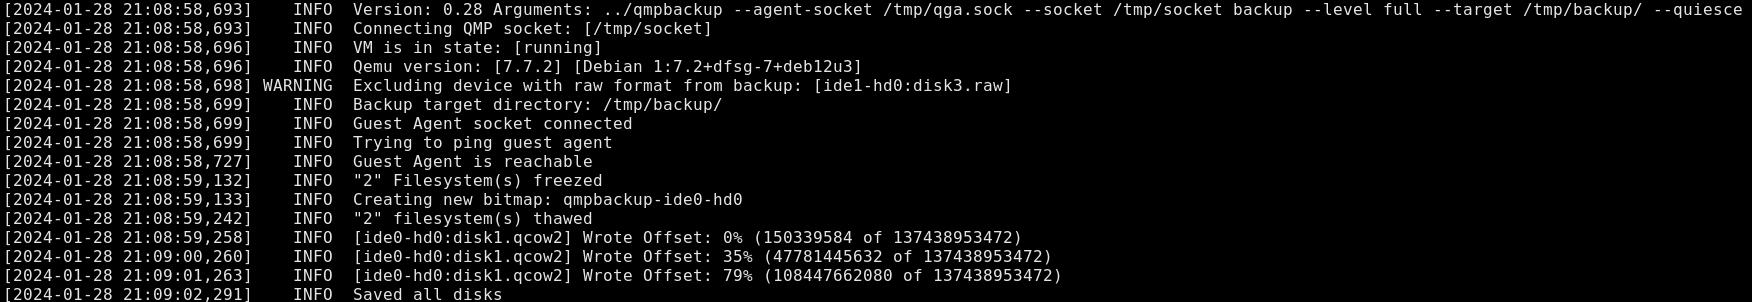 [2024-01-28 21:08:58,693]    INFO  Version: 0.28 Arguments: ../qmpbackup --agent-socket /tmp/qga.sock --socket /tmp/socket backup --level full --target /tmp/backup/ --quiesce
[2024-01-28 21:08:58,693]    INFO  Connecting QMP socket: [/tmp/socket]
[2024-01-28 21:08:58,696]    INFO  VM is in state: [running]
[2024-01-28 21:08:58,696]    INFO  Qemu version: [7.7.2] [Debian 1:7.2+dfsg-7+deb12u3]
[2024-01-28 21:08:58,698] WARNING  Excluding device with raw format from backup: [ide1-hd0:disk3.raw]
[2024-01-28 21:08:58,699]    INFO  Backup target directory: /tmp/backup/
[2024-01-28 21:08:58,699]    INFO  Guest Agent socket connected
[2024-01-28 21:08:58,699]    INFO  Trying to ping guest agent
[2024-01-28 21:08:58,727]    INFO  Guest Agent is reachable
[2024-01-28 21:08:59,132]    INFO  "2" Filesystem(s) freezed
[2024-01-28 21:08:59,133]    INFO  Creating new bitmap: qmpbackup-ide0-hd0
[2024-01-28 21:08:59,242]    INFO  "2" filesystem(s) thawed
[2024-01-28 21:08:59,258]    INFO  [ide0-hd0:disk1.qcow2] Wrote Offset: 0% (150339584 of 137438953472)
[2024-01-28 21:09:00,260]    INFO  [ide0-hd0:disk1.qcow2] Wrote Offset: 35% (47781445632 of 137438953472)
[2024-01-28 21:09:01,263]    INFO  [ide0-hd0:disk1.qcow2] Wrote Offset: 79% (108447662080 of 137438953472)
[2024-01-28 21:09:02,291]    INFO  Saved all disks